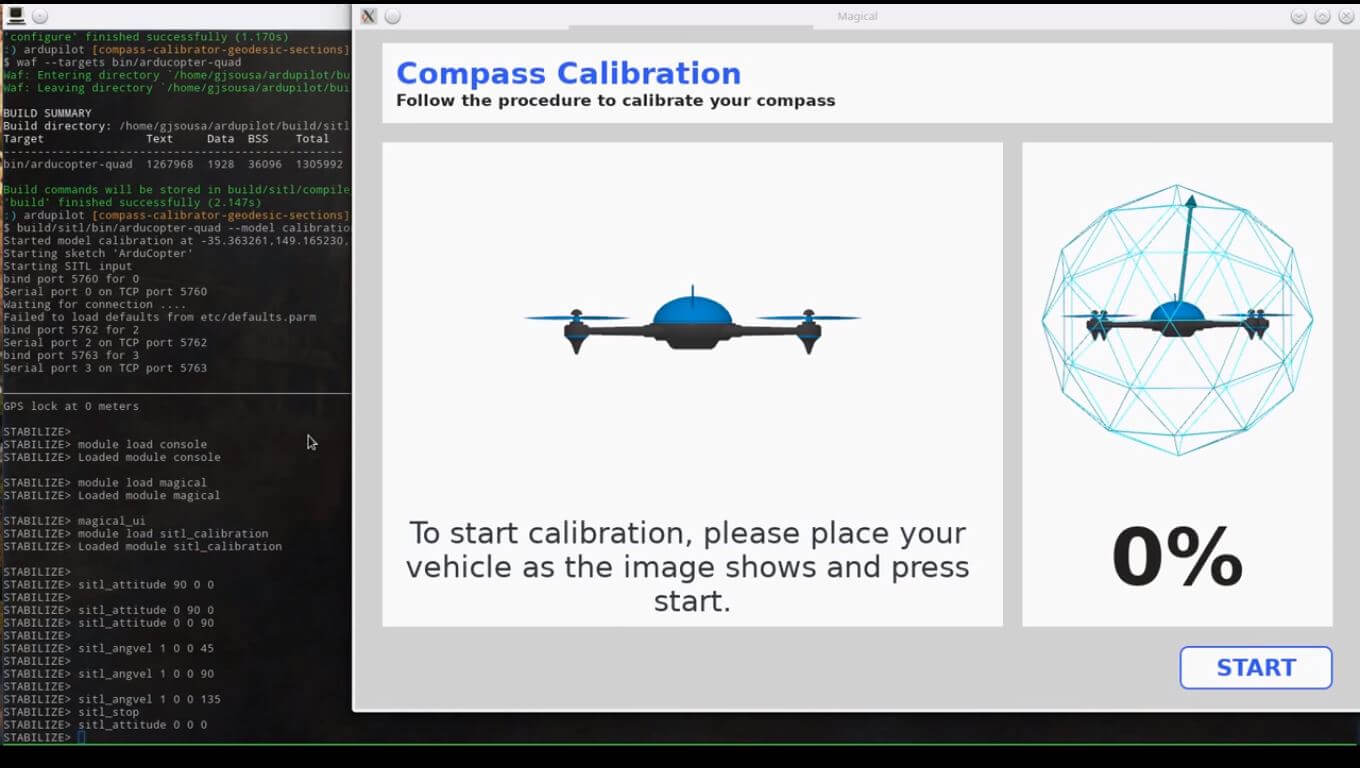 'configure' finished successfully (1.170s)
:) ardupilot [compass-calibrator-geodesic-sections]
$ waf --targets bin/arducopter-quad
Waf: Entering directory `/home/gjsousa/ardupilot/bu
Waf: Leaving directory `/home/gjsousa/ardupilot/bui
BUILD SUMMARY
Build directory: /home/gjsousa/ardupilot/build/sitl
Target Text Data BSS Total
--------------------------------------------
bin/arducopter-quad 1267968 1928 36096 1305992
Build commands will be stored in build/sitl/compile
'build' finished successfully (2.147s)
:) ardupilot [compass-calibrator-geodesic-sections]
$ build/sitl/bin/arducopter-quad --model calibratio
Started model calibration at -35.363261,149.165230,
Starting sketch 'ArduCopter'
Starting SITL input
bind port 5760 for 0
Serial port 0 on TCP port 5760
Waiting for connection ....
Failed to load defaults from etc/defaults.parm
bind port 5762 for 2
Serial port 2 on TCP port 5762
bind port 5763 for 3
Serial port 3 on TCP port 5763
GPS lock at 0 meters
STABILIZE>
STABILIZE> module load console
STABILIZE> Loaded module console
STABILIZE> module load magical
STABILIZE> Loaded module magical
STABILIZE> magical_ui
STABILIZE> module load sitl_calibration
STABILIZE> Loaded module sitl_calibration
STABILIZE>
STABILIZE> sitl_attitude 90 0 0
STABILIZE>
STABILIZE> sitl_attitude 0 90 0
STABILIZE> sitl_attitude 0 0 90
STABILIZE>
STABILIZE> sitl_angvel 1 0 0 45
STABILIZE>
STABILIZE> sitl_angvel 1 0 0 90
STABILIZE>
STABILIZE> sitl_angvel 1 0 0 135
STABILIZE> sitl_stop
STABILIZE> sitl_attitude 0 0 0
STABILIZE>
Magical
Compass Calibration
Follow the procedure to calibrate your compass
To start calibration, please place your
vehicle as the image shows and press
start.
0%
START